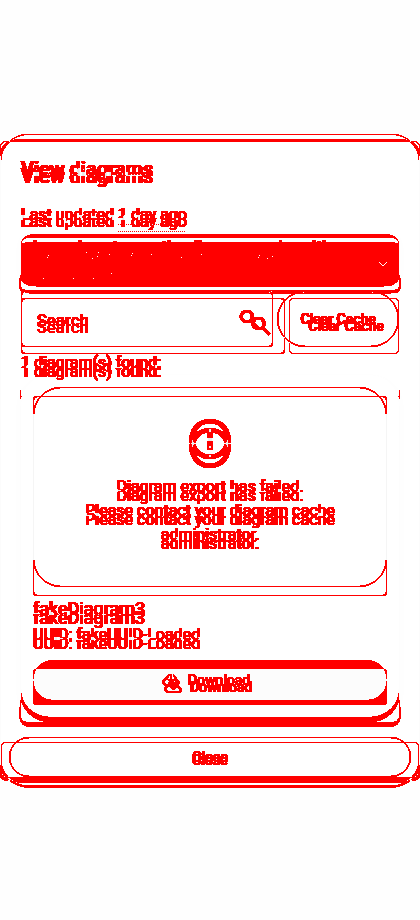 View diagrams
Last updated 1 day ago
Search
Clear Cache
1 diagram(s) found
Diagram export has failed.
Please contact your diagram cache
administrator.
fakeDiagram3
UUID: fakeUUID-Loaded
Download
Close